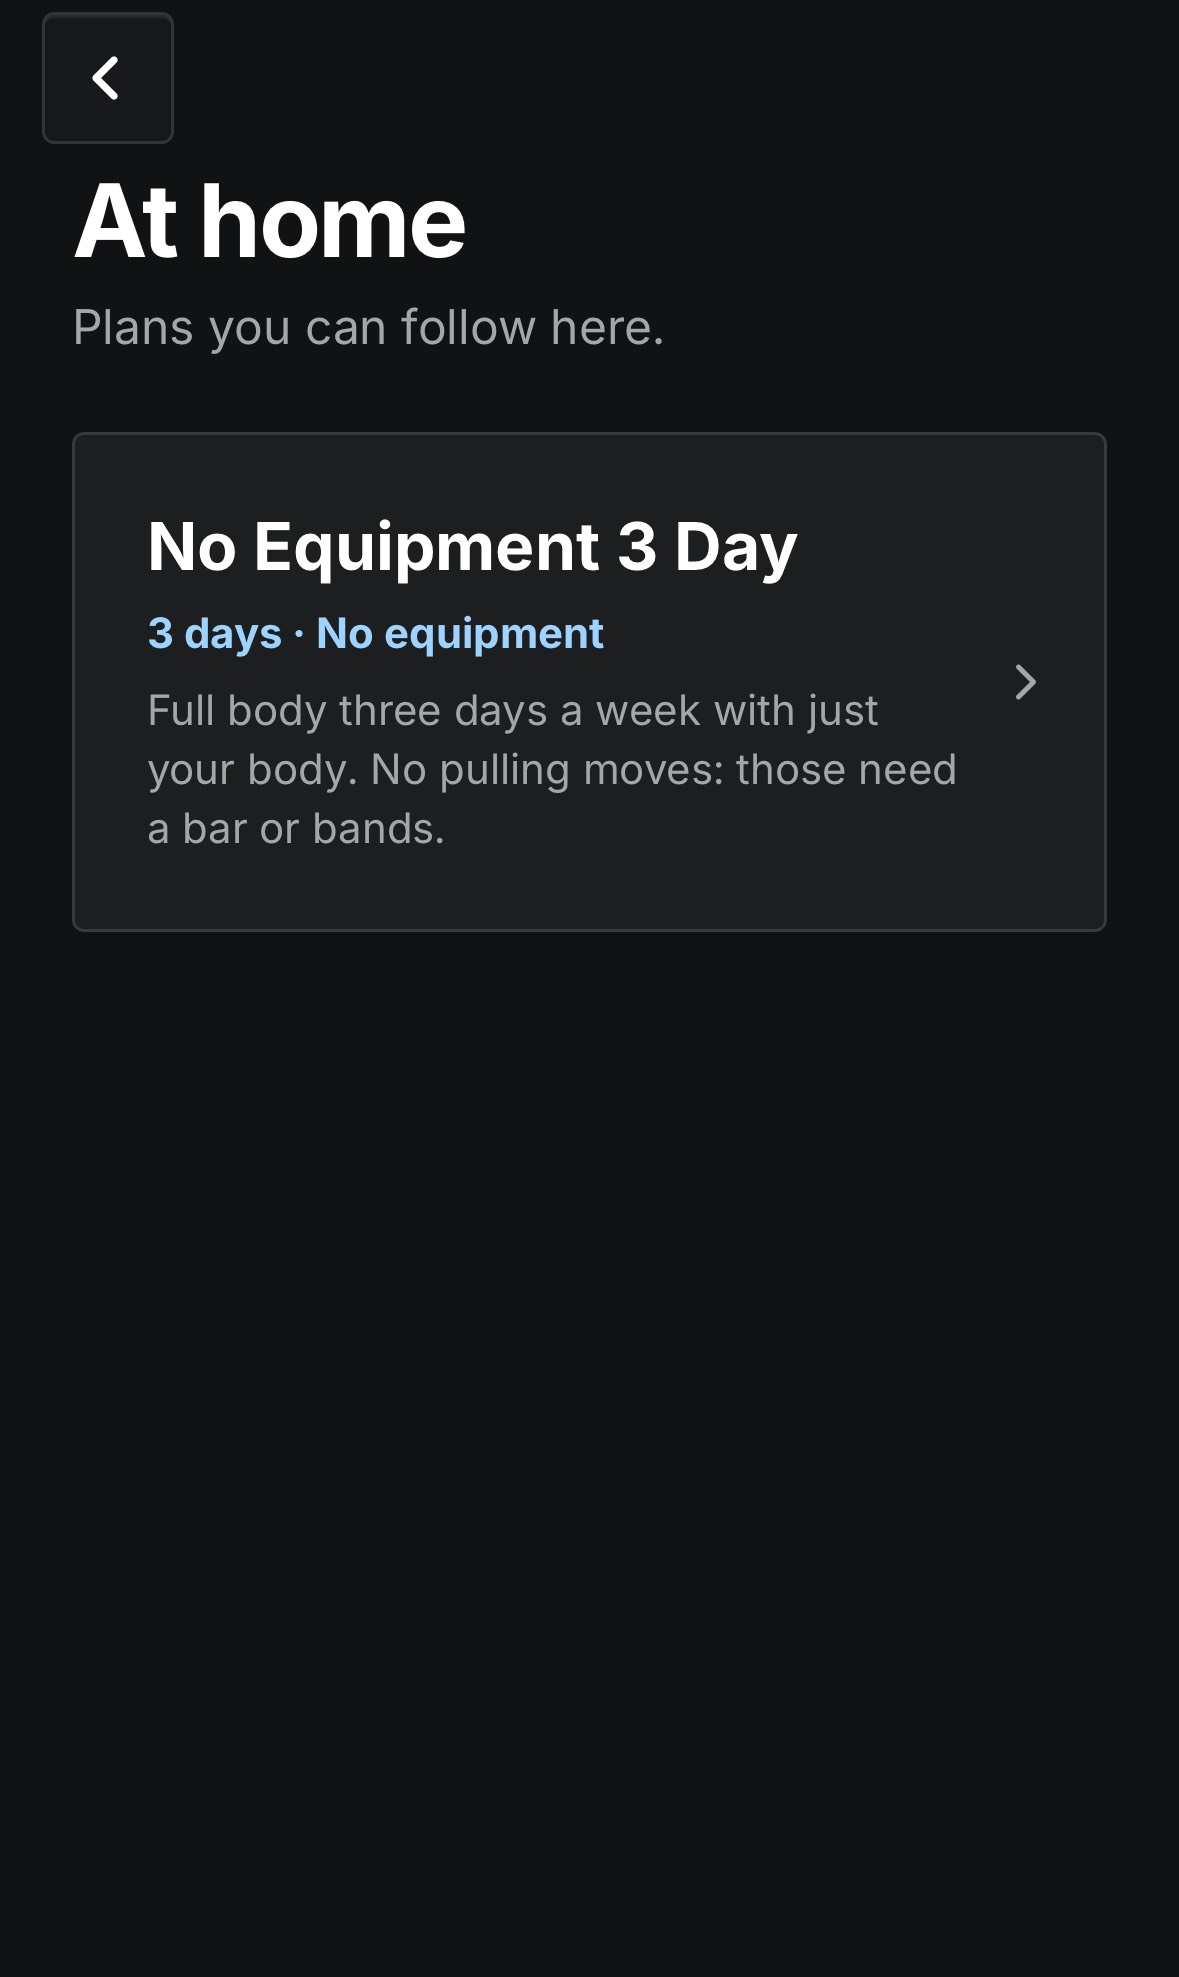 At home
Plans you can follow here.
No Equipment 3 Day
3 days · No equipment
Full body three days a week with just
your body. No pulling moves: those need
a bar or bands.